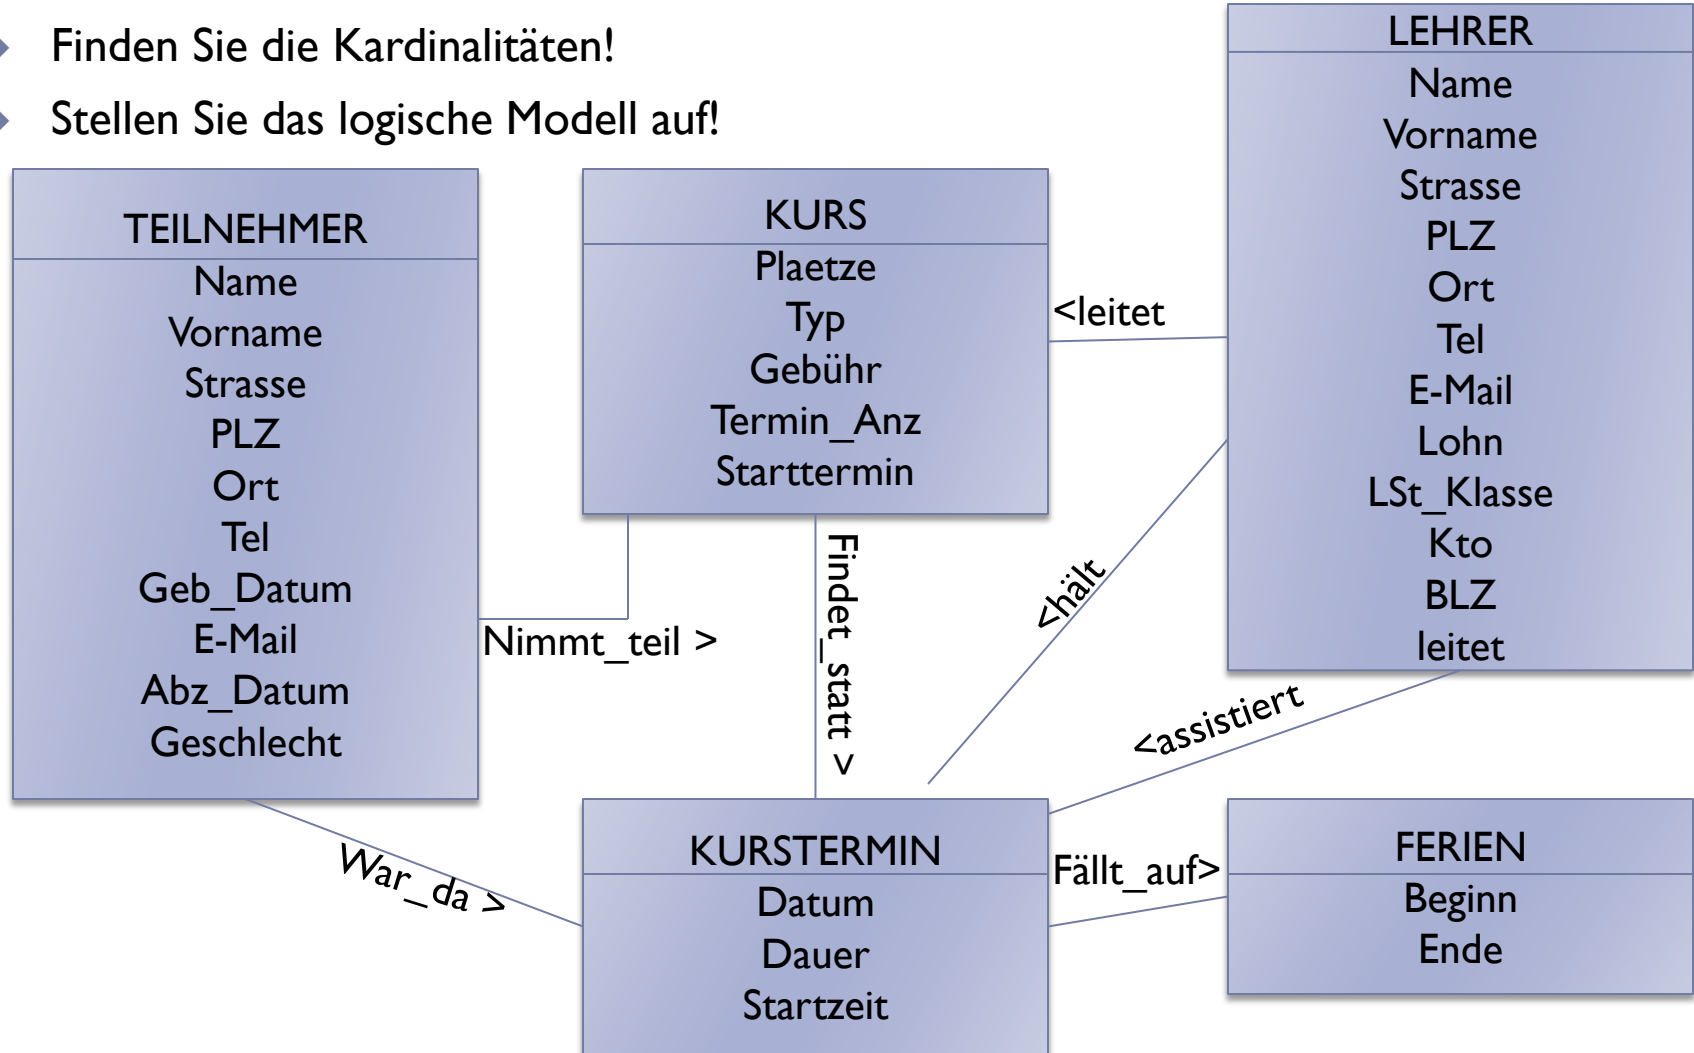 Finden Sie die Kardinalitäten!
Stellen Sie das logische Modell auf!
TEILNEHMER
Name
Vorname
Strasse
PLZ
Ort
Tel
Geb_Datum
E-Mail
Abz_Datum
Geschlecht
KURS
Plaetze
Typ
Gebühr
Termin_Anz
Starttermin
LEHRER
Name
Vorname
Strasse
PLZ
Ort
Tel
E-Mail
Lohn
LSt_Klasse
Kto
BLZ
leitet
<leitet
Nimmt_teil >
Findet_statt >
<hält
<assistiert
War_da >
KURSTERMIN
Datum
Dauer
Startzeit
Fällt_auf>
FERIEN
Beginn
Ende